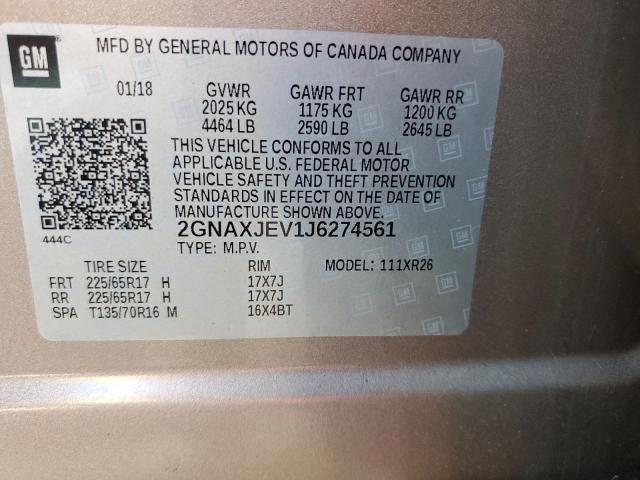 GM
MFD BY GENERAL MOTORS OF CANADA COMPANY
01/18 GVWR GAWR FRT GAWR RR
2025 KG 1175 KG 1200 KG
4464 LB 2590 LB 2645 LB
THIS VEHICLE CONFORMS TO ALL
APPLICABLE U.S. FEDERAL MOTOR
VEHICLE SAFETY AND THEFT PREVENTION
STANDARDS IN EFFECT ON THE DATE OF
MANUFACTURE SHOWN ABOVE.
444C 2GNAXJEV1J6274561
TYPE: M.P.V.
TIRE SIZE RIM MODEL: 111XR26
FRT 225/65R17 H 17X7J
RR 225/65R17 H 17X7J
SPA T135/70R16 M 16X4BT